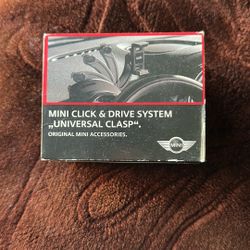 MINI CLICK & DRIVE SYSTEM
„UNIVERSAL CLASP“.
ORIGINAL MINI ACCESSORIES.
MINI